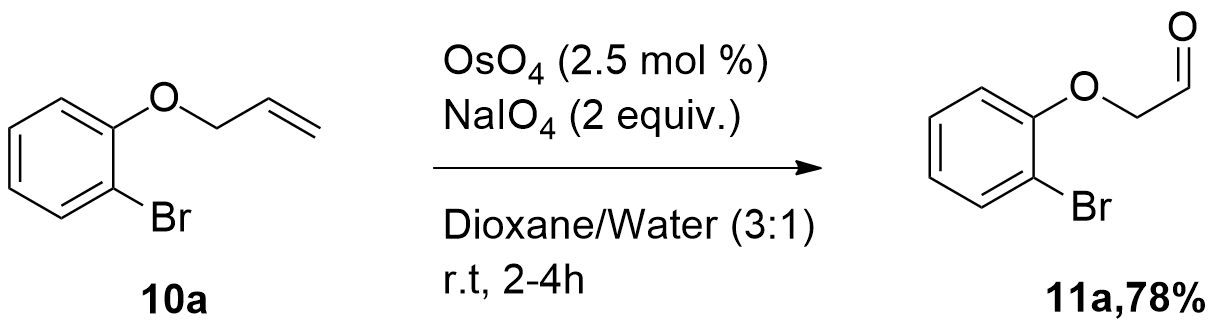 O
Br
10a
OsO4 (2.5 mol %)
NaIO4 (2 equiv.)
Dioxane/Water (3:1)
r.t, 2-4h
O
O
Br
11a,78%